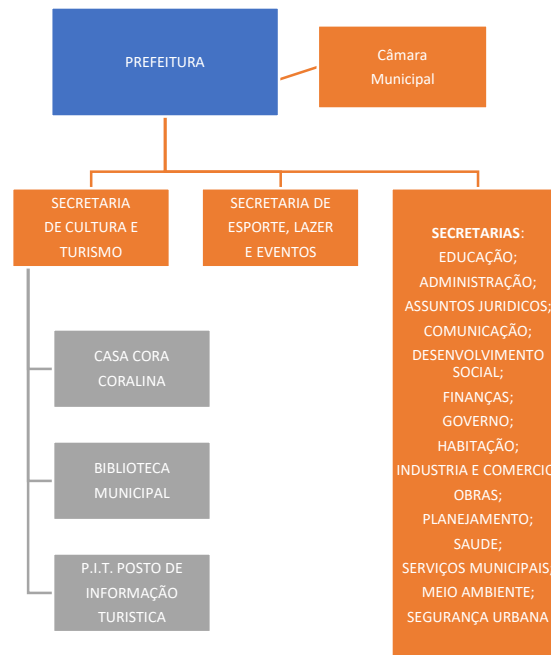 PREFEITURA
Câmara
Municipal
SECRETARIA
DE CULTURA E
TURISMO
SECRETARIA DE
ESPORTE, LAZER
E EVENTOS
SECRETARIAS:
EDUCAÇÃO;
ADMINISTRAÇÃO;
ASSUNTOS JURIDICOS;
COMUNICAÇÃO;
DESENVOLVIMENTO
SOCIAL;
FINANÇAS;
GOVERNO;
HABITAÇÃO;
INDUSTRIA E COMERCIO
OBRAS;
PLANEJAMENTO;
SAUDE;
SERVIÇOS MUNICIPAIS;
MEIO AMBIENTE;
SEGURANÇA URBANA
CASA CORA
CORALINA
BIBLIOTECA
MUNICIPAL
P.I.T. POSTO DE
INFORMAÇÃO
TURISTICA